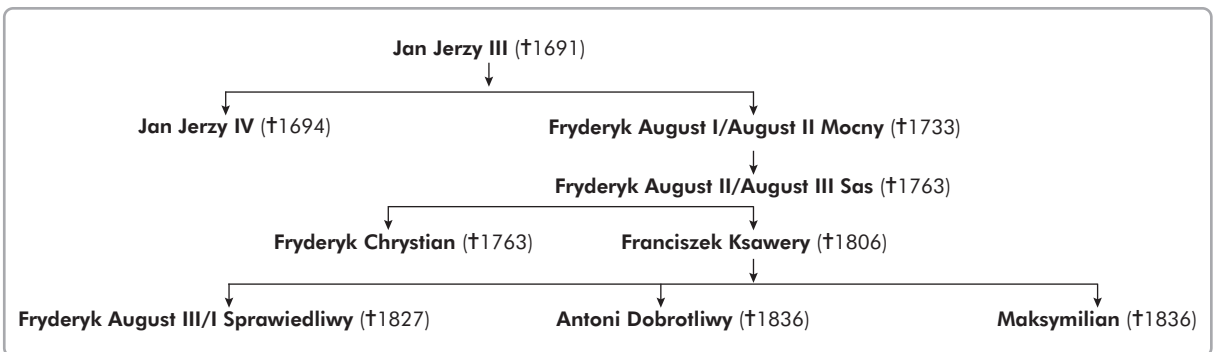 Jan Jerzy III (†1691)
Jan Jerzy IV (†1694) Fryderyk August I/August II Mocny (†1733)
Fryderyk August II/August III Sas (†1763)
Fryderyk Chrystian (†1763) Franciszek Ksawery (†1806)
Fryderyk August III/I Sprawiedliwy (†1827) Antoni Dobrotliwy (†1836) Maksymilian (†1836)